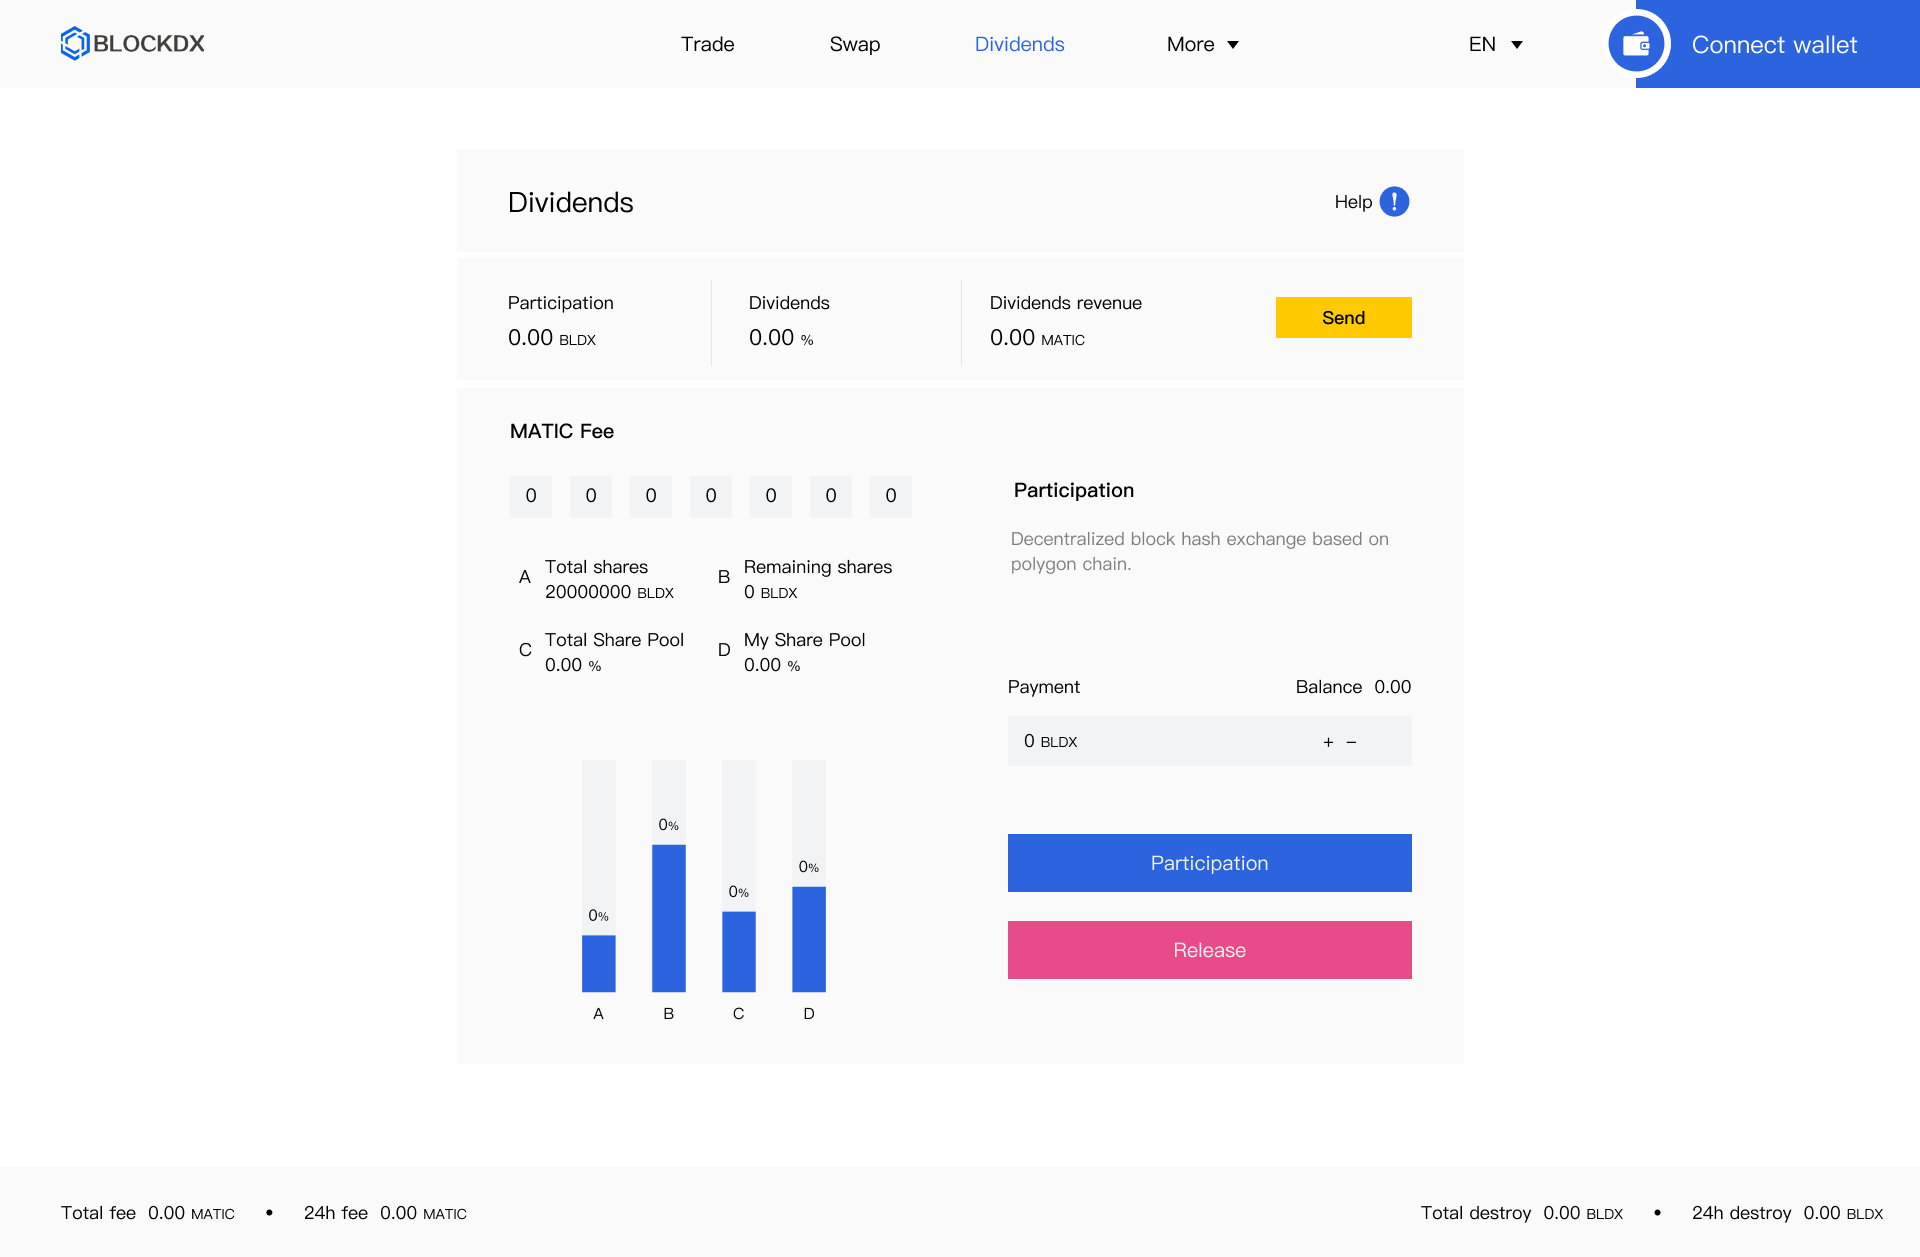 BLOCKDX
Trade
Swap
Dividends
More
EN
Connect wallet
Dividends
Help
Participation
0.00 BLDX
Dividends
0.00 %
Dividends revenue
0.00 MATIC
Send
MATIC Fee
0 0 0 0 0 0 0
A
Total shares
20000000 BLDX
B
Remaining shares
0 BLDX
C
Total Share Pool
0.00 %
D
My Share Pool
0.00 %
0%
0%
0%
0%
A B C D
Participation
Decentralized block hash exchange based on
polygon chain.
Payment
Balance 0.00
0 BLDX
+ −
Participation
Release
Total fee 0.00 MATIC • 24h fee 0.00 MATIC
Total destroy 0.00 BLDX • 24h destroy 0.00 BLDX